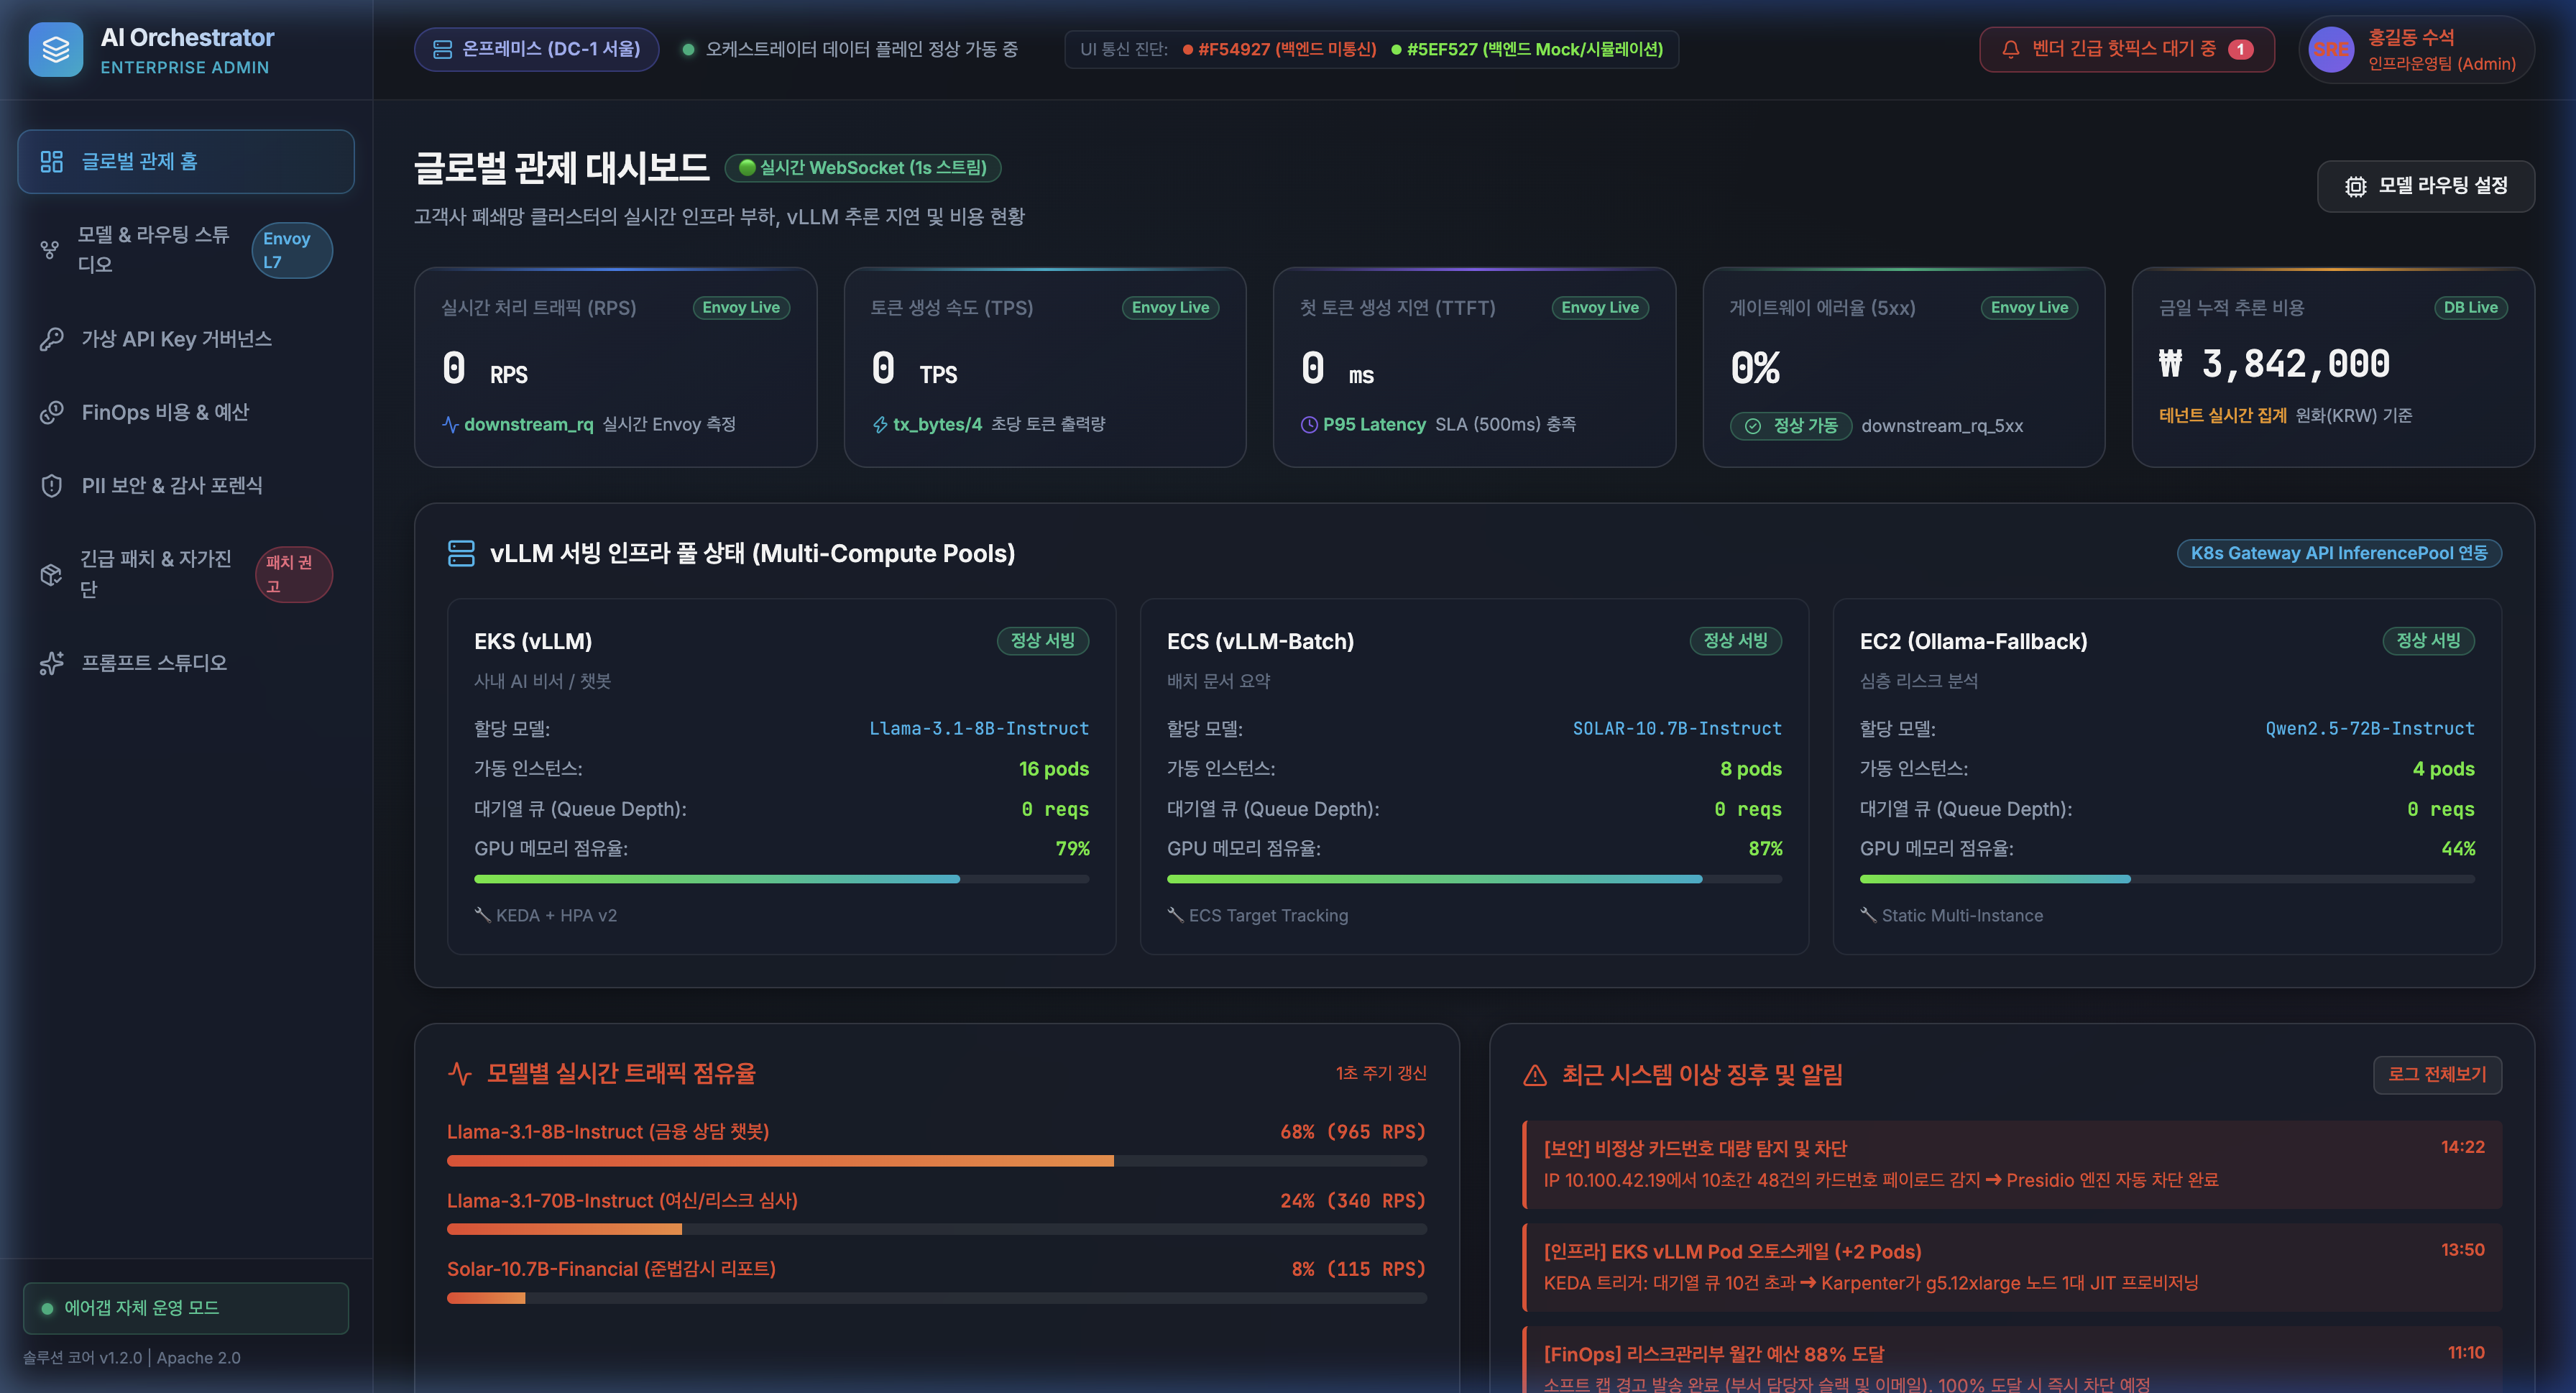 AI Orchestrator
ENTERPRISE ADMIN
온프레미스 (DC-1 서울)
오케스트레이터 데이터 플레인 정상 가동 중
UI 통신 진단: #F54927 (백엔드 미통신) #5EF527 (백엔드 Mock/시뮬레이션)
벤더 긴급 핫픽스 대기 중 1
SRE
홍길동 수석
인프라운영팀 (Admin)
글로벌 관제 홈
모델 & 라우팅 스튜
디오
Envoy
L7
가상 API Key 거버넌스
FinOps 비용 & 예산
PII 보안 & 감사 포렌식
긴급 패치 & 자가진
단
패치 권
고
프롬프트 스튜디오
에어갭 자체 운영 모드
솔루션 코어 v1.2.0 | Apache 2.0
글로벌 관제 대시보드
실시간 WebSocket (1s 스트림)
고객사 폐쇄망 클러스터의 실시간 인프라 부하, vLLM 추론 지연 및 비용 현황
모델 라우팅 설정
실시간 처리 트래픽 (RPS)
Envoy Live
0 RPS
downstream_rq 실시간 Envoy 측정
토큰 생성 속도 (TPS)
Envoy Live
0 TPS
tx_bytes/4 초당 토큰 출력량
첫 토큰 생성 지연 (TTFT)
Envoy Live
0 ms
P95 Latency SLA (500ms) 충족
게이트웨이 에러율 (5xx)
Envoy Live
0%
정상 가동 downstream_rq_5xx
금일 누적 추론 비용
DB Live
₩ 3,842,000
테넌트 실시간 집계 원화(KRW) 기준
vLLM 서빙 인프라 풀 상태 (Multi-Compute Pools)
K8s Gateway API InferencePool 연동
EKS (vLLM)
정상 서빙
사내 AI 비서 / 챗봇
할당 모델: Llama-3.1-8B-Instruct
가동 인스턴스: 16 pods
대기열 큐 (Queue Depth): 0 reqs
GPU 메모리 점유율: 79%
KEDA + HPA v2
ECS (vLLM-Batch)
정상 서빙
배치 문서 요약
할당 모델: SOLAR-10.7B-Instruct
가동 인스턴스: 8 pods
대기열 큐 (Queue Depth): 0 reqs
GPU 메모리 점유율: 87%
ECS Target Tracking
EC2 (Ollama-Fallback)
정상 서빙
심층 리스크 분석
할당 모델: Qwen2.5-72B-Instruct
가동 인스턴스: 4 pods
대기열 큐 (Queue Depth): 0 reqs
GPU 메모리 점유율: 44%
Static Multi-Instance
모델별 실시간 트래픽 점유율
1초 주기 갱신
Llama-3.1-8B-Instruct (금융 상담 챗봇) 68% (965 RPS)
Llama-3.1-70B-Instruct (여신/리스크 심사) 24% (340 RPS)
Solar-10.7B-Financial (준법감시 리포트) 8% (115 RPS)
최근 시스템 이상 징후 및 알림
로그 전체보기
[보안] 비정상 카드번호 대량 탐지 및 차단 14:22
IP 10.100.42.19에서 10초간 48건의 카드번호 페이로드 감지 ➔ Presidio 엔진 자동 차단 완료
[인프라] EKS vLLM Pod 오토스케일 (+2 Pods) 13:50
KEDA 트리거: 대기열 큐 10건 초과 ➔ Karpenter가 g5.12xlarge 노드 1대 JIT 프로비저닝
[FinOps] 리스크관리부 월간 예산 88% 도달 11:10
소프트 캡 경고 발송 완료 (부서 담당자 슬랙 및 이메일). 100% 도달 시 즉시 차단 예정